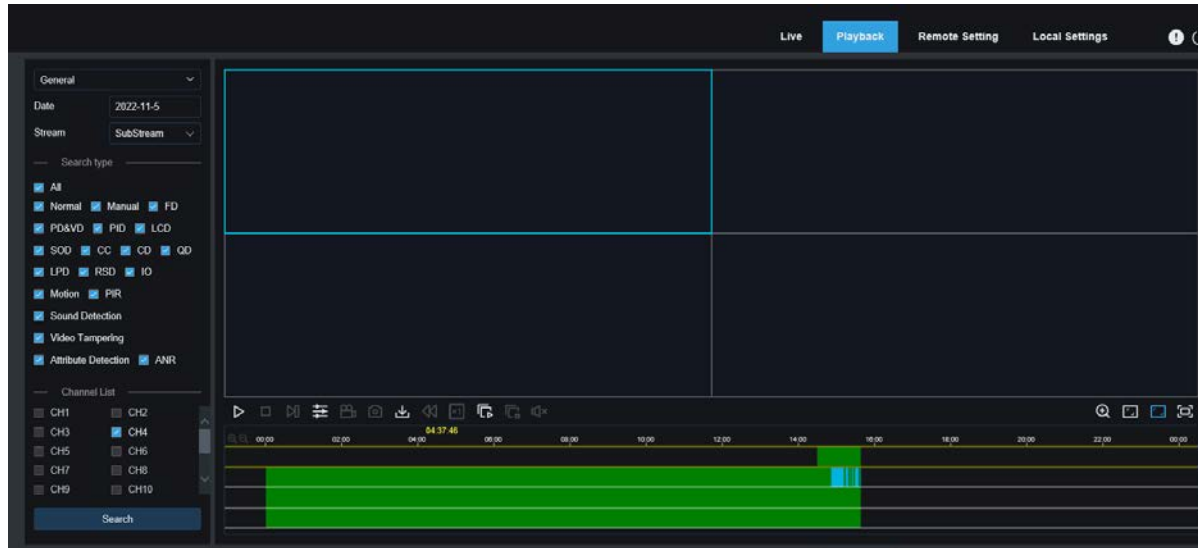 Live Playback Remote Setting Local Settings
General
Date 2022-11-5
Stream SubStream
Search type
All
Normal Manual FD
PD&VD PID LCD
SOD CC CD QD
LPD RSD IO
Motion PIR
Sound Detection
Video Tampering
Attribute Detection ANR
Channel List
CH1 CH2
CH3 CH4
CH5 CH6
CH7 CH8
CH9 CH10
Search
04:37:46
00:00 02:00 04:00 06:00 08:00 10:00 12:00 14:00 16:00 18:00 20:00 22:00 00:00